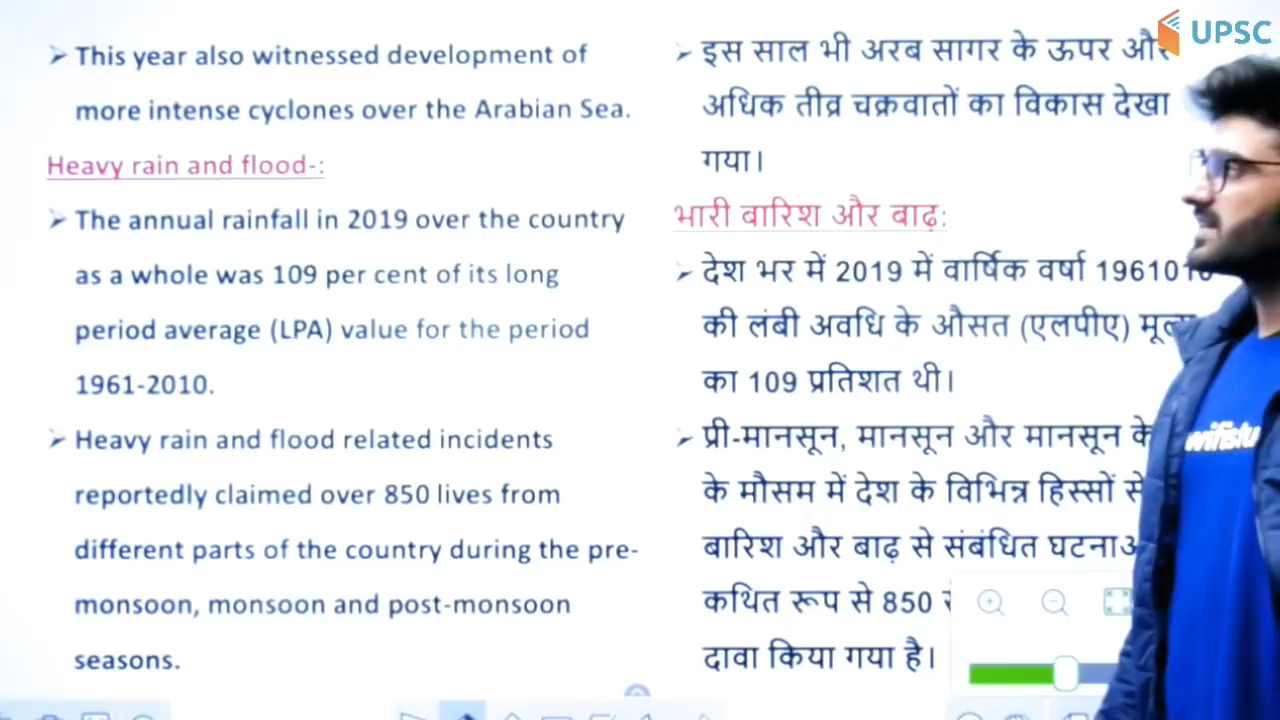 UPSC
This year also witnessed development of
more intense cyclones over the Arabian Sea.
Heavy rain and flood-:
The annual rainfall in 2019 over the country
as a whole was 109 per cent of its long
period average (LPA) value for the period
1961-2010.
Heavy rain and flood related incidents
reportedly claimed over 850 lives from
different parts of the country during the pre-
monsoon, monsoon and post-monsoon
seasons.
इस साल भी अरब सागर के ऊपर और
अधिक तीव्र चक्रवातों का विकास देखा
गया।
भारी बारिश और बाढ़:
देश भर में 2019 में वार्षिक वर्षा
की लंबी अवधि के औसत (एलपीए)
का 109 प्रतिशत थी।
प्री-मानसून, मानसून और मानसून के
के मौसम में देश के विभिन्न हिस्सों से
बारिश और बाढ़ से संबंधित
कथित रूप से 850
दावा किया गया है।
wifistu